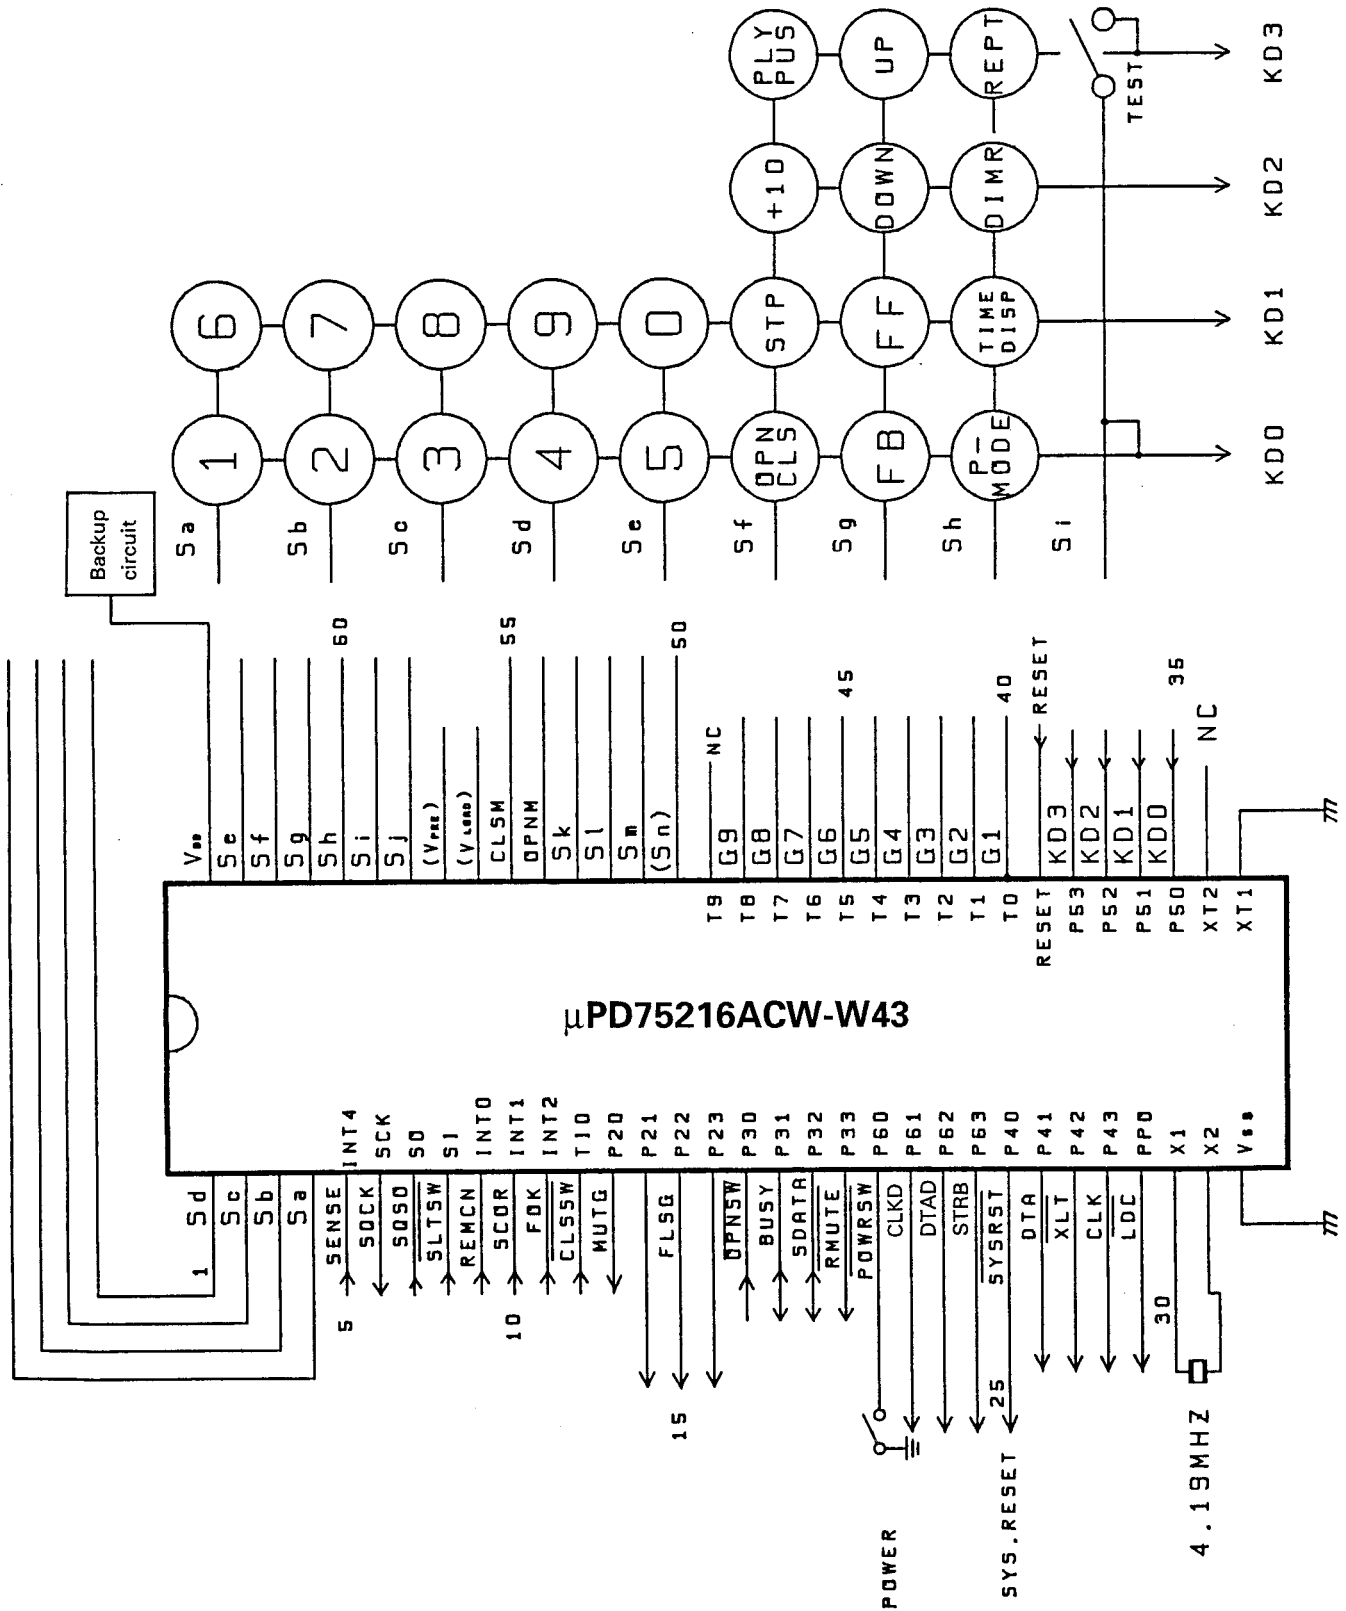 Backup
circuit
Sa
Sb
Sc
Sd
Se
Sf
Sg
Sh
Si
1
6
2
7
3
8
4
9
5
0
OPN
CLS
STP
+10
PLY
PUS
FB
FF
DOWN
UP
P-
MODE
TIME
DISP
DIMR
REPT
TEST
KD0
KD1
KD2
KD3
VDD
Se
Sf
Sg
Sh
60
Si
Sj
(VPRE)
(VLOAD)
CLSM
55
OPNM
Sk
Sl
Sm
(Sn)
50
NC
G9
G8
G7
G6
45
G5
G4
G3
G2
G1
40
RESET
KD3
KD2
KD1
KD0
35
NC
T9
T8
T7
T6
T5
T4
T3
T2
T1
T0
RESET
P53
P52
P51
P50
XT2
XT1
μPD75216ACW-W43
INT4
SCK
SO
SI
INT0
INT1
INT2
TIO
P20
P21
P22
P23
P30
P31
P32
P33
P60
P61
P62
P63
P40
P41
P42
P43
PPO
X1
X2
VSS
1
Sd
Sc
Sb
Sa
SENSE
5
SQCK
SQSO
SLTSW
REMCN
SCOR
10
FOK
CLSSW
MUTG
FLSG
15
OPNSW
BUSY
SDATA
RMUTE
POWRSW
CLKD
DTAD
STRB
SYSRST
25
DTA
XLT
CLK
LDC
30
POWER
SYS.RESET
4.19MHZ